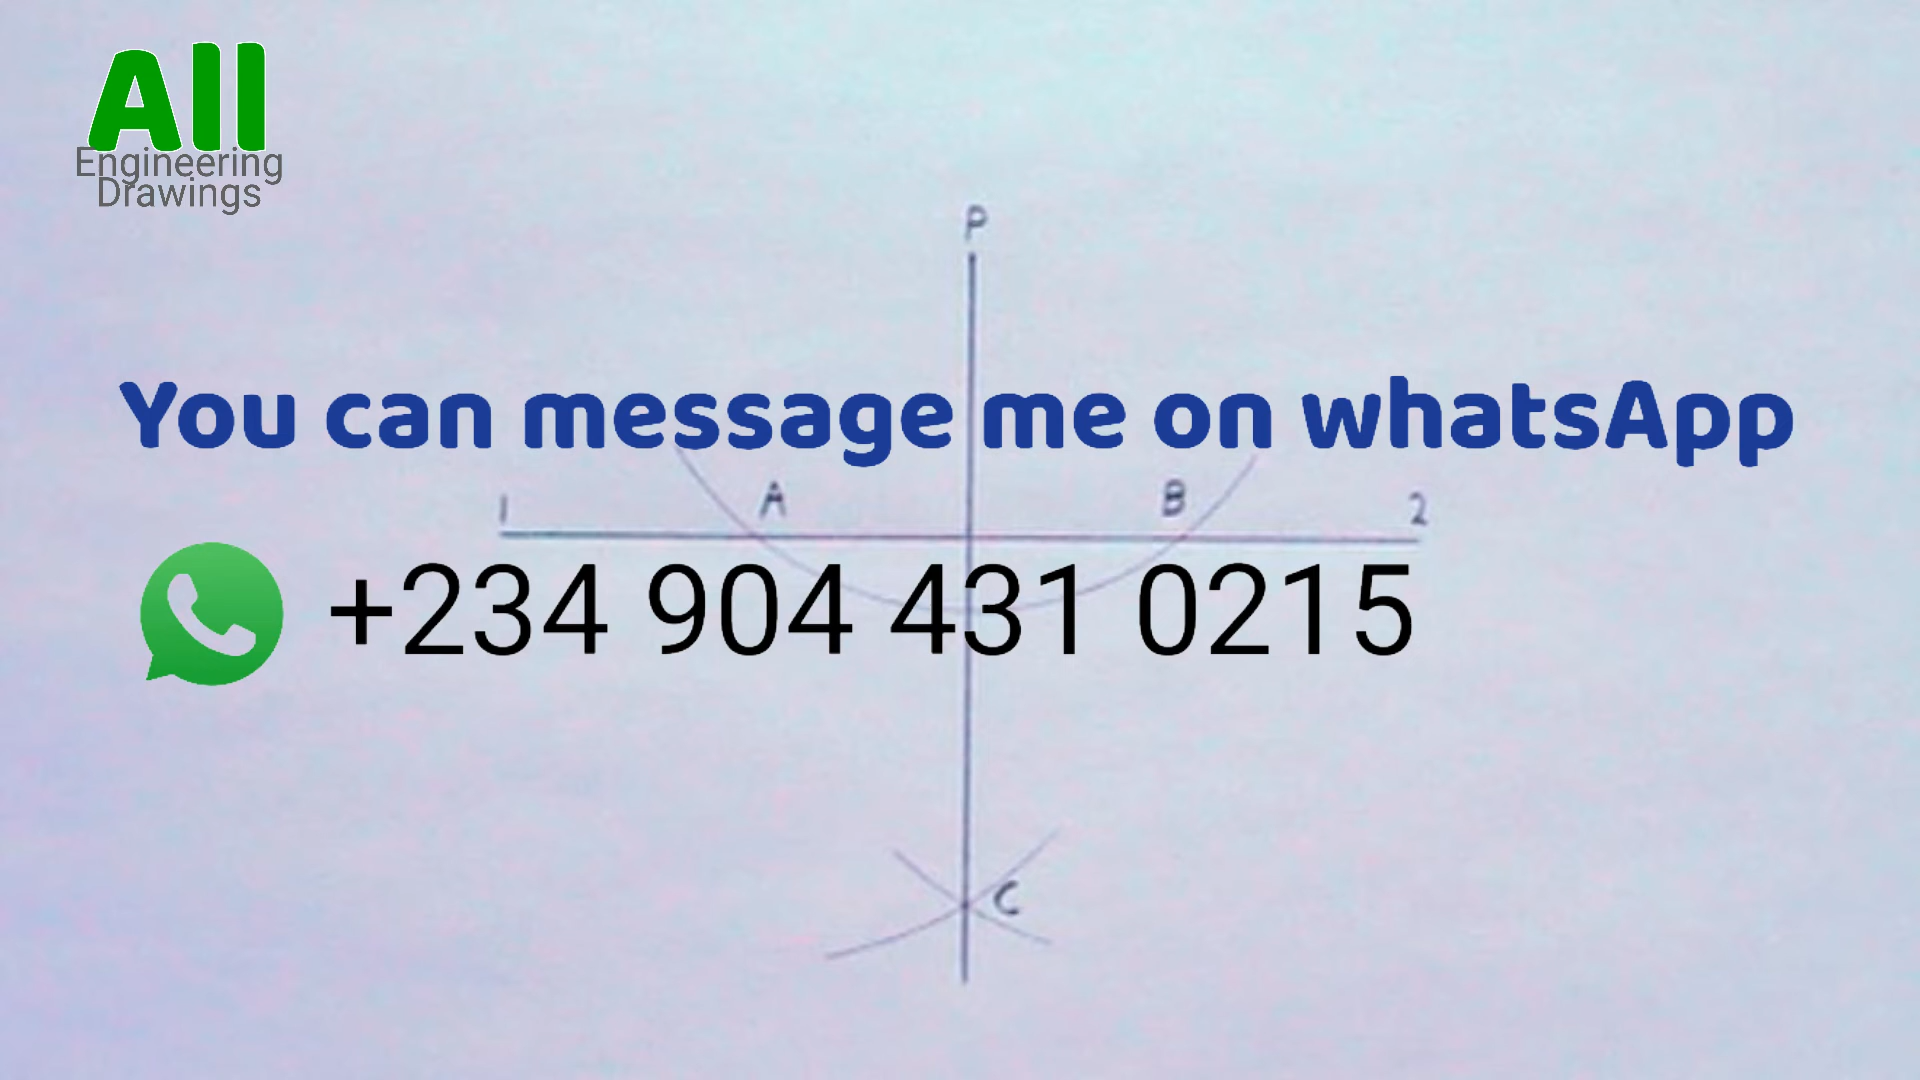 All
Engineering
Drawings
P
You can message me on whatsApp
1 A B 2
+234 904 431 0215
C